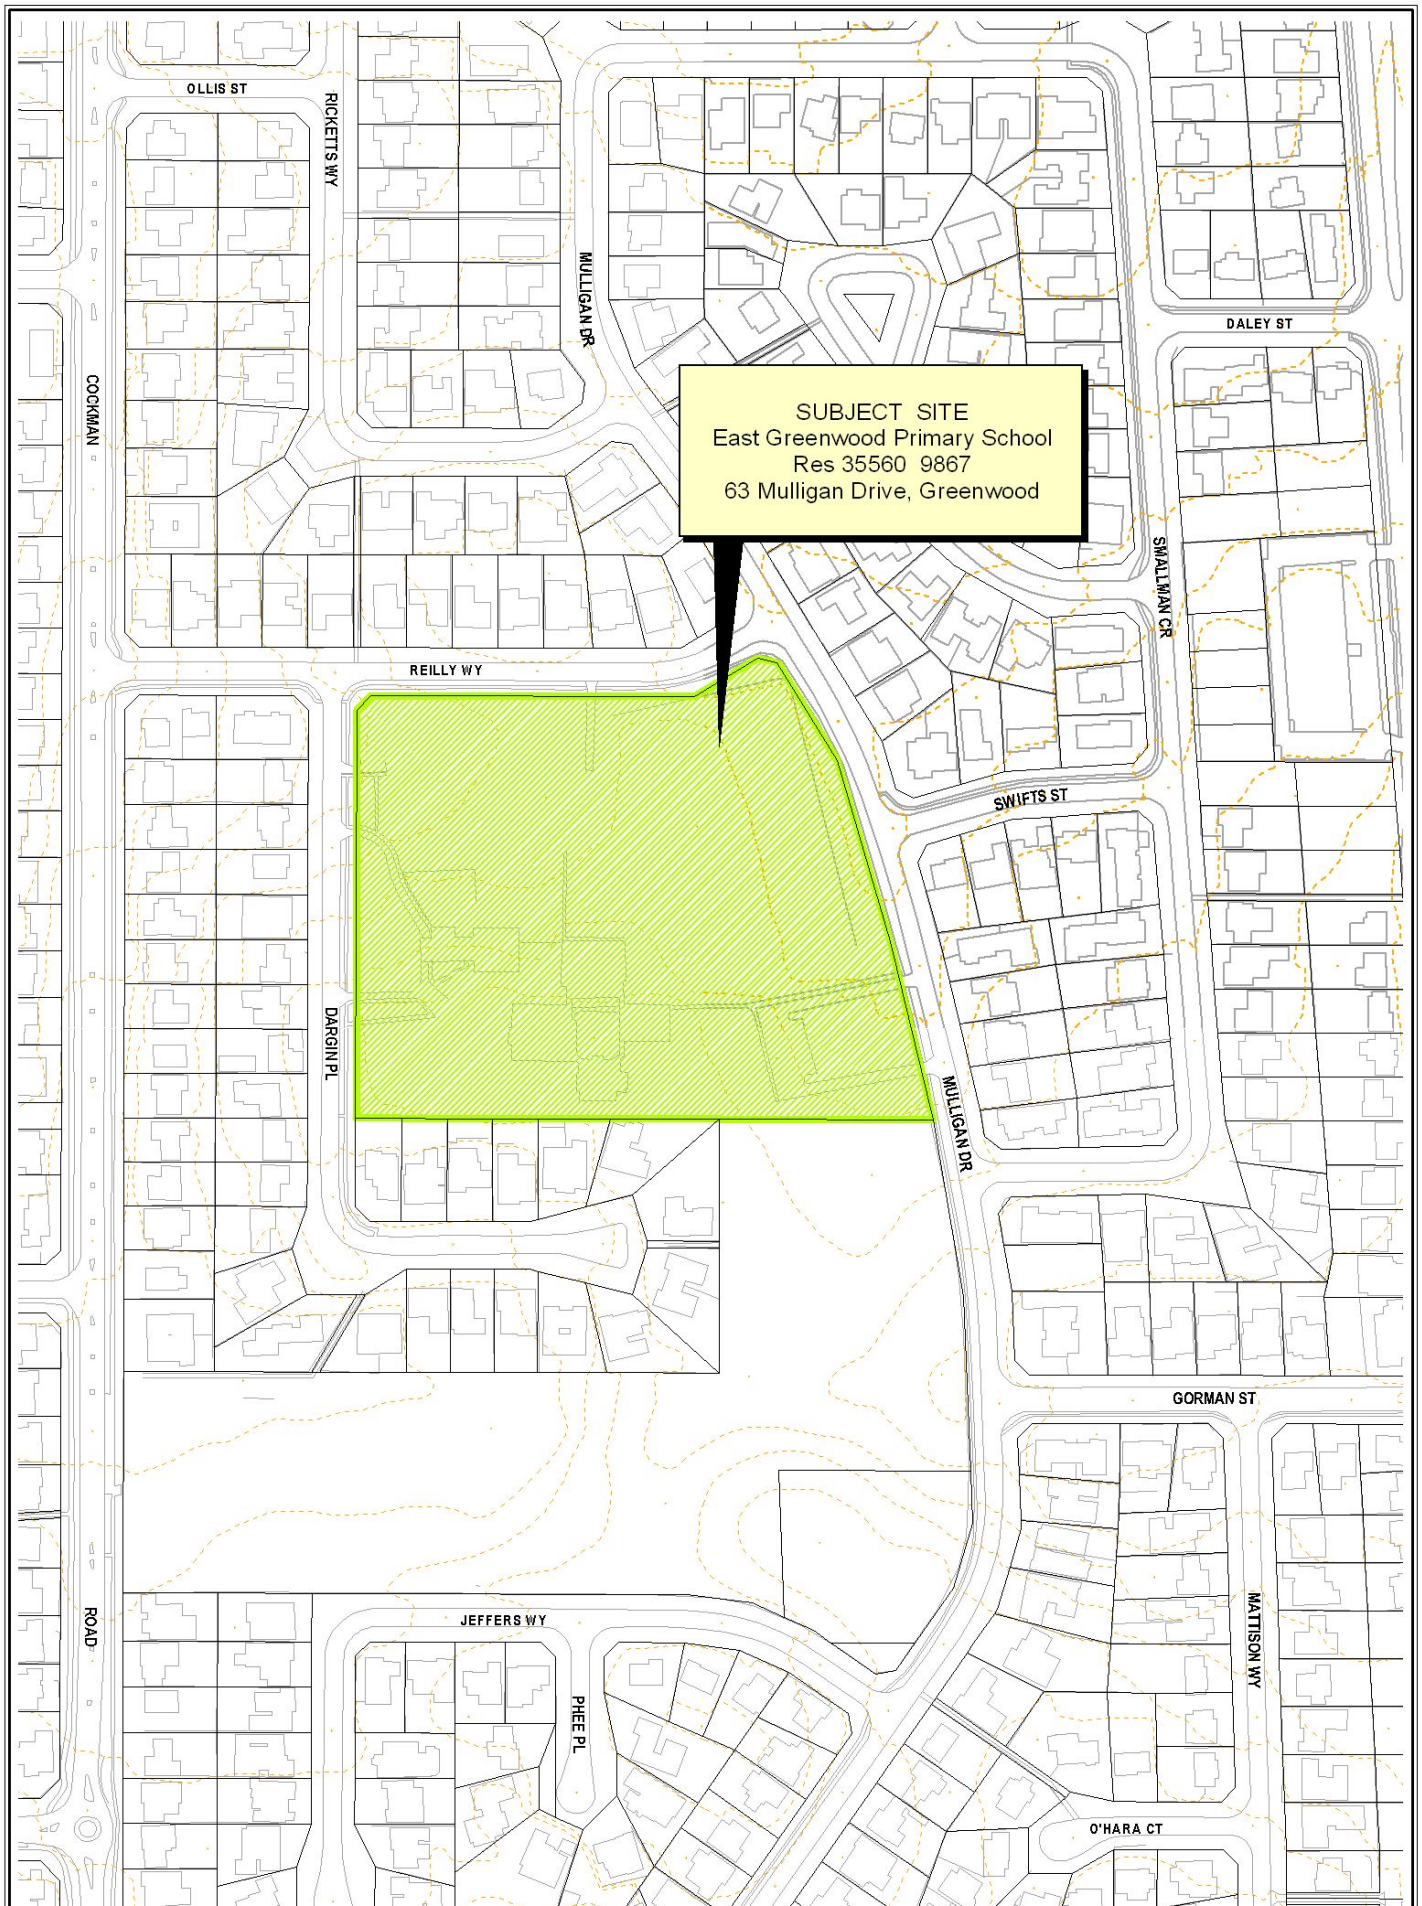 OLLIS ST
RICKETTS WY
MULLIGAN DR
DALEY ST
COCKMAN
SUBJECT SITE
East Greenwood Primary School
Res 35560 9867
63 Mulligan Drive, Greenwood
SMALLMAN CR
REILLY WY
SWIFTS ST
DARGIN PL
MULLIGAN DR
GORMAN ST
ROAD
JEFFERS WY
MATTISON WY
PHEE PL
O'HARA CT